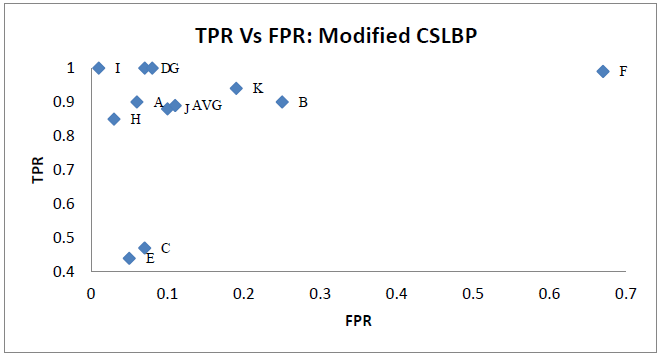 TPR Vs FPR: Modified CSLBP
1
I
D
G
F
0.9
A
J
AVG
K
B
H
0.8
0.7
TPR
0.6
0.5
C
E
0.4
0
0.1
0.2
0.3
0.4
0.5
0.6
0.7
FPR